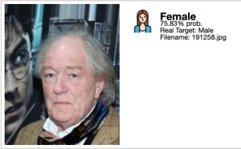 Female
75.83% prob.
Real Target: Male
Filename: 191258.jpg